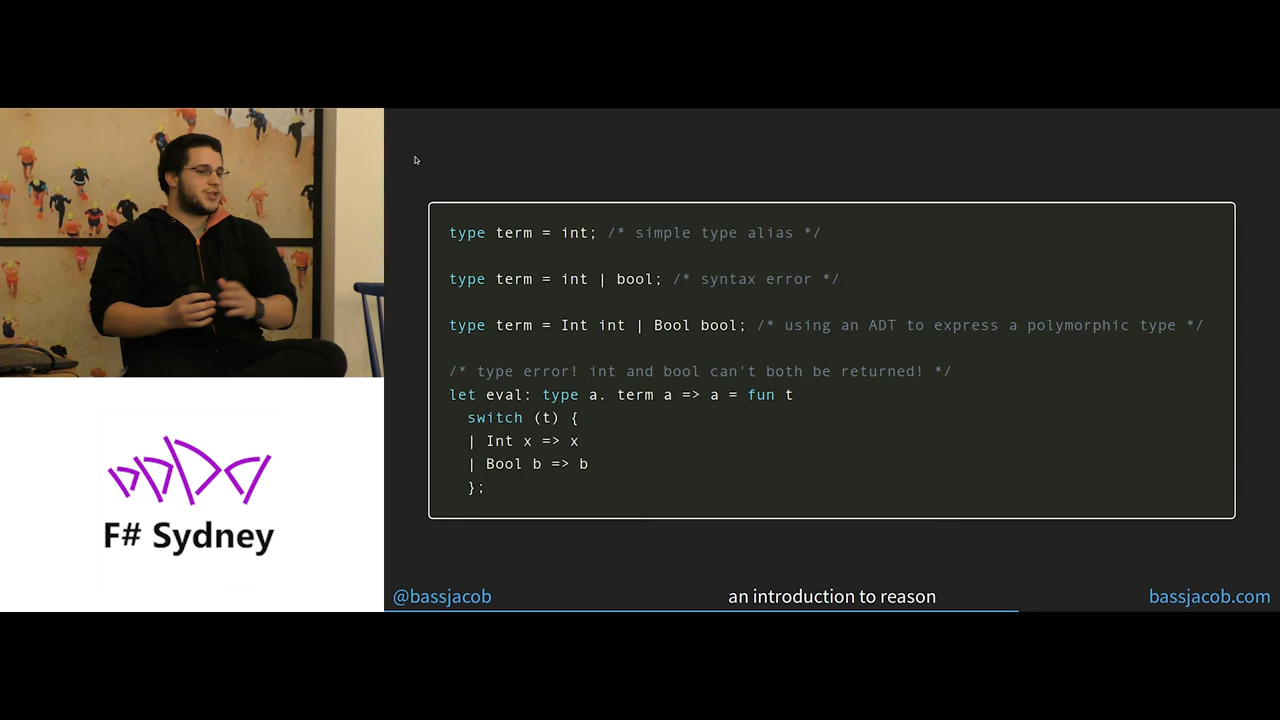 type term = int; /* simple type alias */
type term = int | bool; /* syntax error */
type term = Int int | Bool bool; /* using an ADT to express a polymorphic type */
/* type error! int and bool can't both be returned! */
let eval: type a. term a => a = fun t
  switch (t) {
  | Int x => x
  | Bool b => b
  };
F# Sydney
@bassjacob
an introduction to reason
bassjacob.com